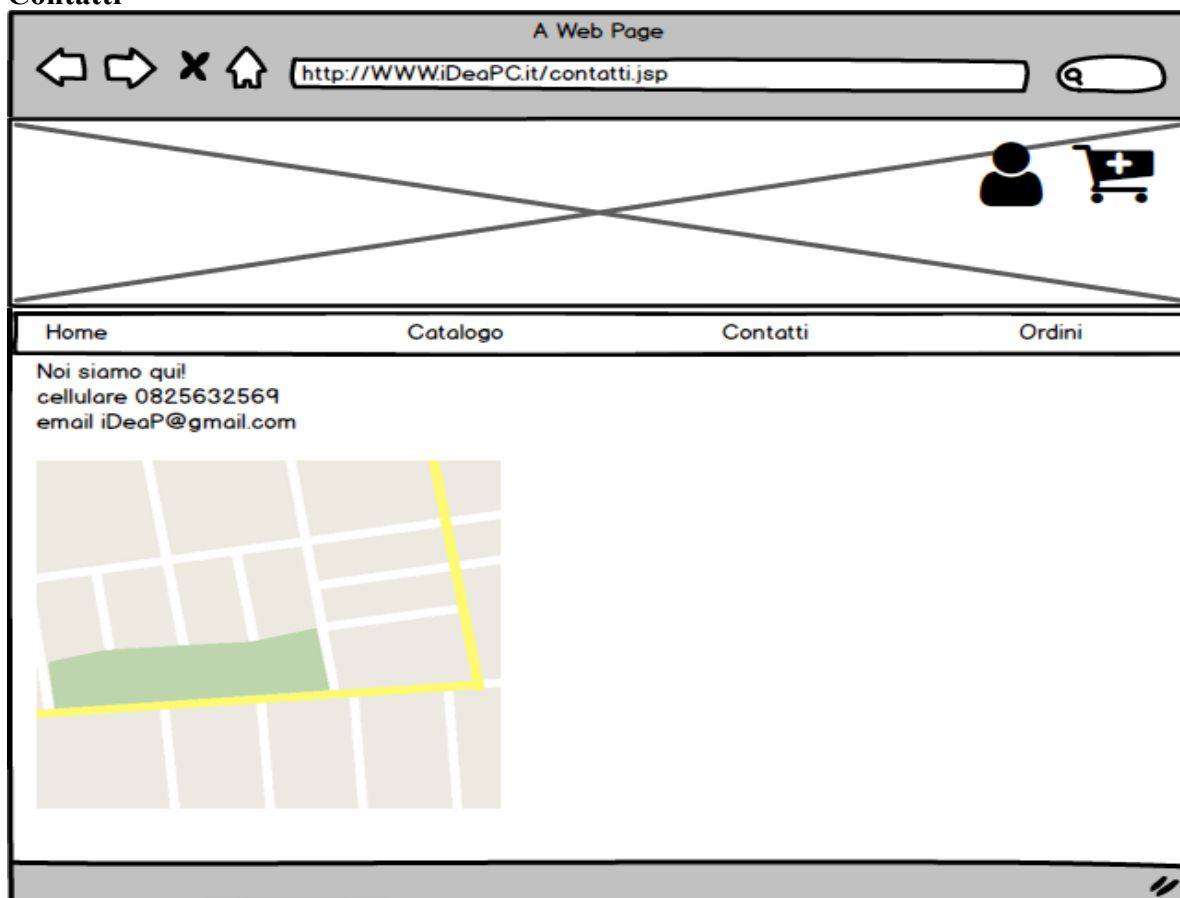 Contatti
A Web Page
http://WWW.iDeaPC.it/contatti.jsp
Home Catalogo Contatti Ordini
Noi siamo qui!
cellulare 0825632569
email iDeaP@gmail.com